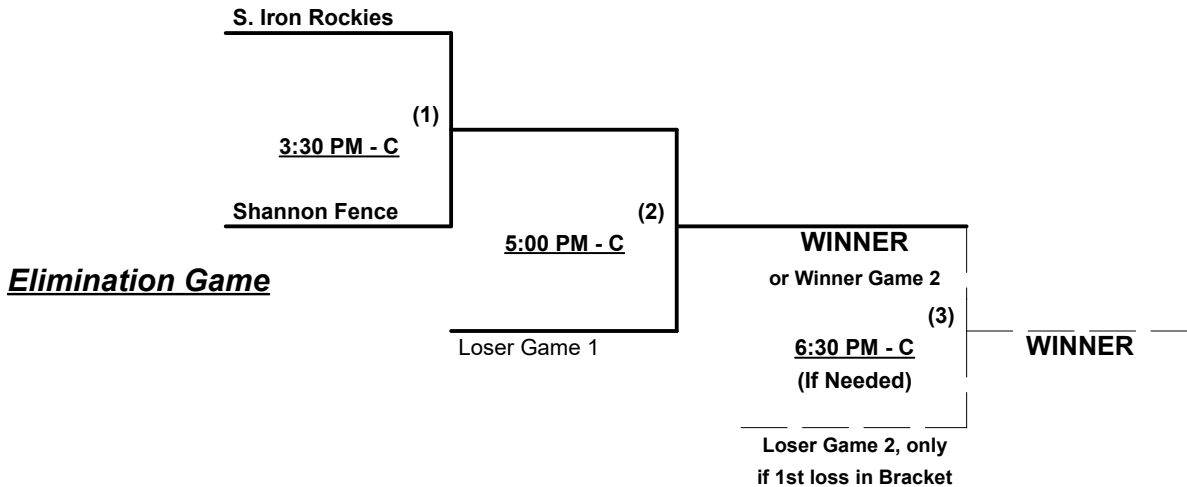 S. Iron Rockies
(1)
3:30 PM - C
Shannon Fence
(2)
5:00 PM - C
WINNER
Elimination Game
or Winner Game 2
(3)
Loser Game 1
6:30 PM - C
WINNER
(If Needed)
Loser Game 2, only
if 1st loss in Bracket